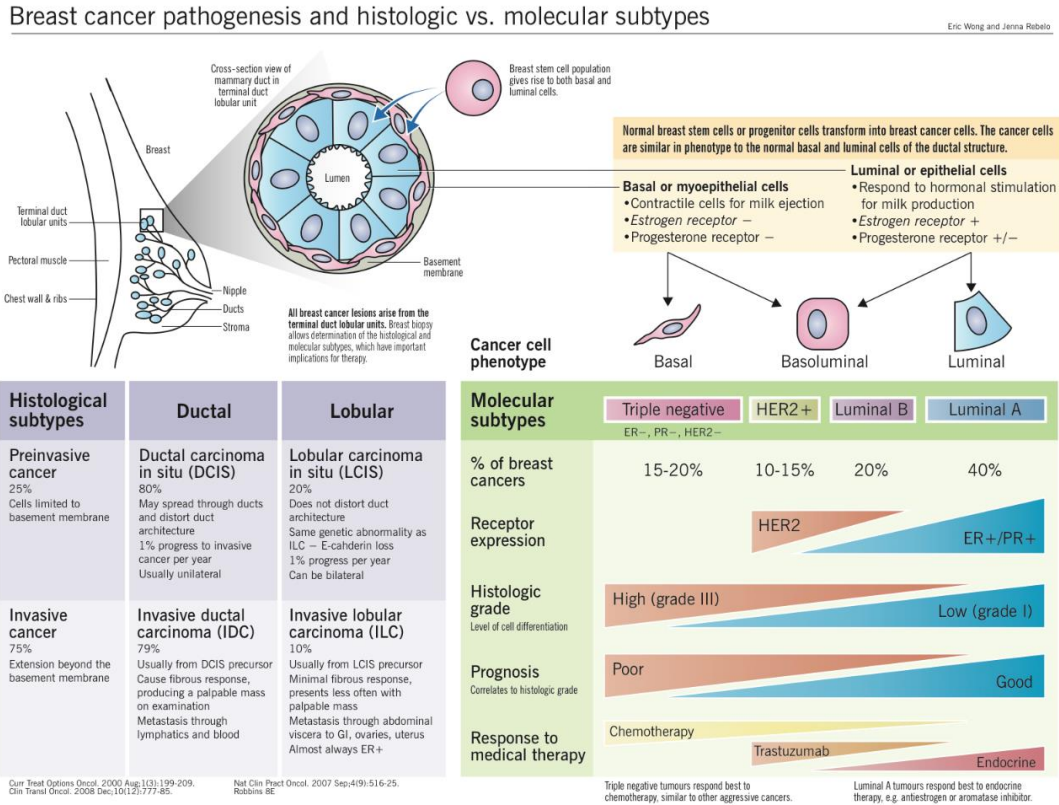 Breast cancer pathogenesis and histologic vs. molecular subtypes
Eric Wong and Jenna Rebelo
Cross-section view of
mammary duct in
terminal duct
lobular unit
Breast stem cell population
gives rise to both basal and
luminal cells.
Breast
Lumen
Terminal duct
lobular units
Pectoral muscle
Chest wall & ribs
Nipple
Ducts
Stroma
Basement
membrane
All breast cancer lesions arise from the
terminal duct lobular units. Breast biopsy
allows determination of the histological and
molecular subtypes, which have important
implications for therapy.
Normal breast stem cells or progenitor cells transform into breast cancer cells. The cancer cells
are similar in phenotype to the normal basal and luminal cells of the ductal structure.
Basal or myoepithelial cells
•Contractile cells for milk ejection
•Estrogen receptor −
•Progesterone receptor −
Luminal or epithelial cells
•Respond to hormonal stimulation
for milk production
•Estrogen receptor +
•Progesterone receptor +/−
Cancer cell
phenotype
Basal
Basoluminal
Luminal
Histological
subtypes
Ductal
Lobular
Preinvasive
cancer
25%
Cells limited to
basement membrane
Ductal carcinoma
in situ (DCIS)
80%
May spread through ducts
and distort duct
architecture
1% progress to invasive
cancer per year
Usually unilateral
Lobular carcinoma
in situ (LCIS)
20%
Does not distort duct
architecture
Same genetic abnormality as
ILC − E-cahderin loss
1% progress per year
Can be bilateral
Invasive
cancer
75%
Extension beyond the
basement membrane
Invasive ductal
carcinoma (IDC)
79%
Usually from DCIS precursor
Cause fibrous response,
producing a palpable mass
on examination
Metastasis through
lymphatics and blood
Invasive lobular
carcinoma (ILC)
10%
Usually from LCIS precursor
Minimal fibrous response,
presents less often with
palpable mass
Metastasis through abdominal
viscera to GI, ovaries, uterus
Almost always ER+
Molecular
subtypes
Triple negative
ER−, PR−, HER2−
HER2+
Luminal B
Luminal A
% of breast
cancers
15-20%
10-15%
20%
40%
Receptor
expression
HER2
ER+/PR+
Histologic
grade
Level of cell differentiation
High (grade III)
Low (grade I)
Prognosis
Correlates to histologic grade
Poor
Good
Response to
medical therapy
Chemotherapy
Trastuzumab
Endocrine
Triple negative tumours respond best to
chemotherapy, similar to other aggressive cancers.
Luminal A tumours respond best to endocrine
therapy, e.g. antiestrogen or aromatase inhibitor.
Curr Treat Options Oncol. 2000 Aug;1(3):199-209.
Clin Transl Oncol. 2008 Dec;10(12):777-85.
Nat Clin Pract Oncol. 2007 Sep;4(9):516-25.
Robbins 8E